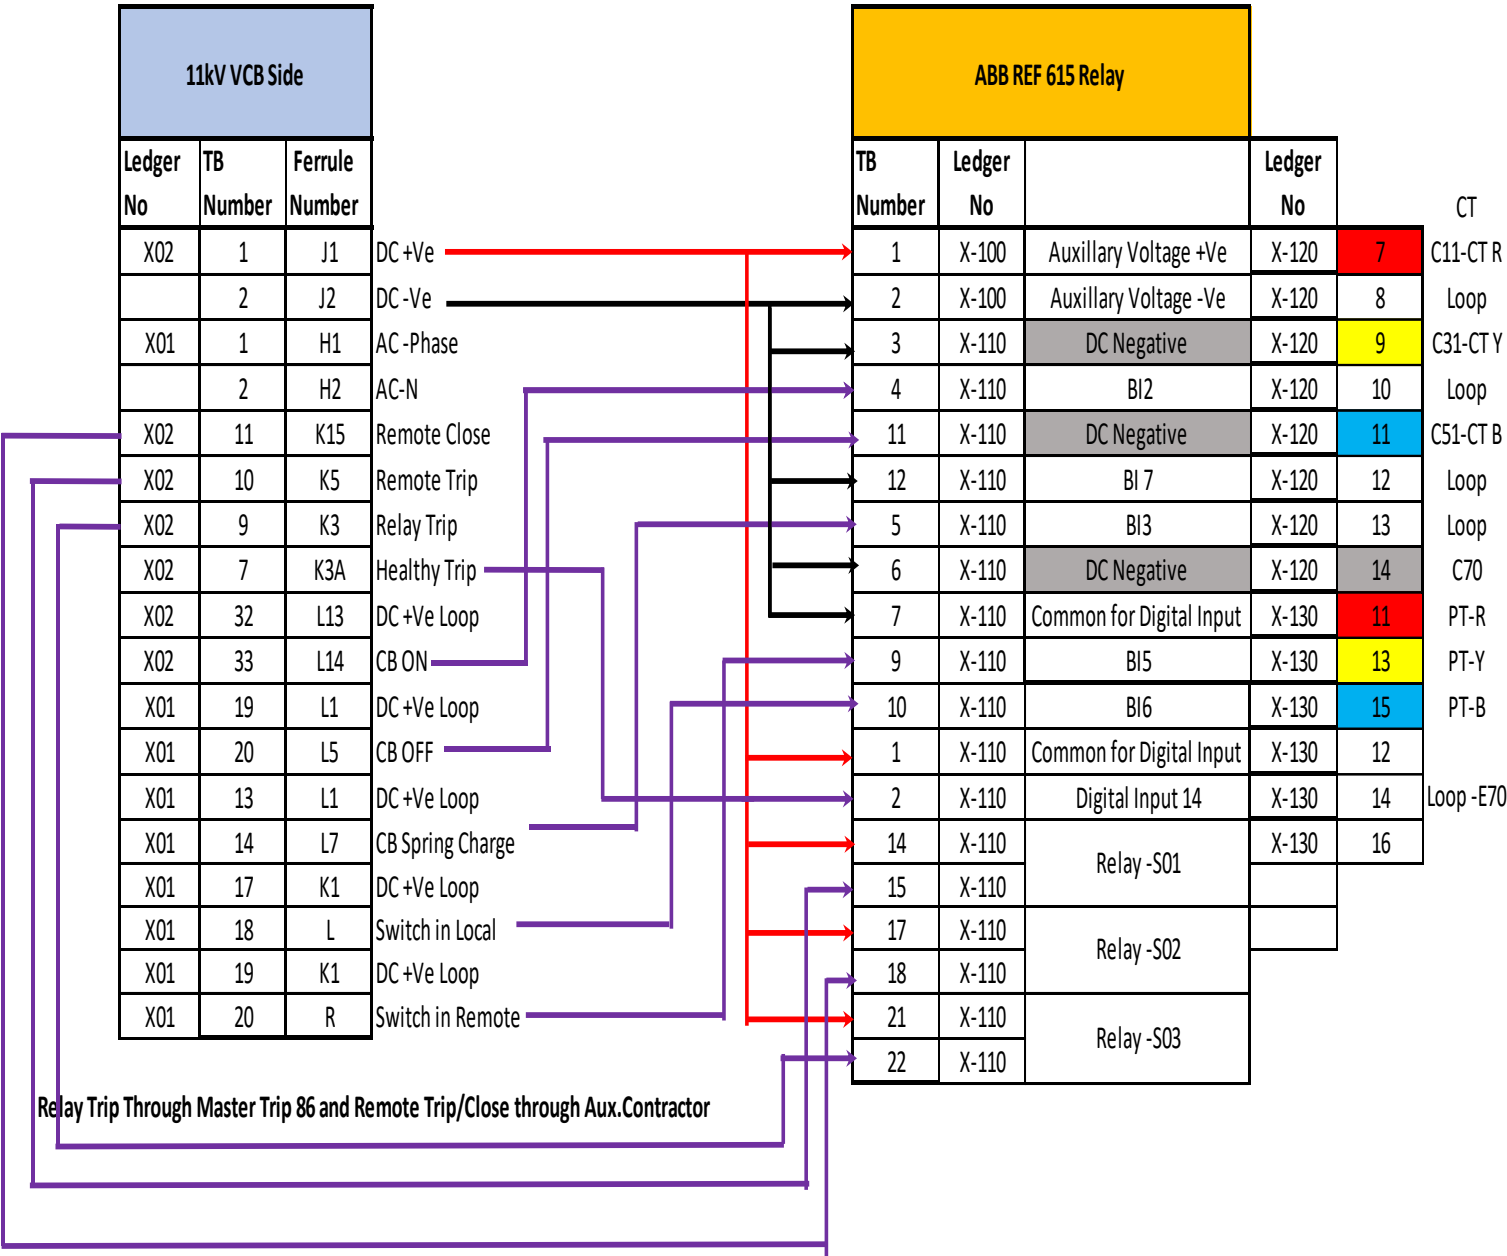 11kV VCB Side
ABB REF 615 Relay
Ledger No TB Number Ferrule Number
TB Number Ledger No Ledger No CT
X02 1 J1 DC +Ve 1 X-100 Auxillary Voltage +Ve X-120 7 C11-CT R
2 J2 DC -Ve 2 X-100 Auxillary Voltage -Ve X-120 8 Loop
X01 1 H1 AC -Phase 3 X-110 DC Negative X-120 9 C31-CT Y
2 H2 AC-N 4 X-110 BI2 X-120 10 Loop
X02 11 K15 Remote Close 11 X-110 DC Negative X-120 11 C51-CT B
X02 10 K5 Remote Trip 12 X-110 BI 7 X-120 12 Loop
X02 9 K3 Relay Trip 5 X-110 BI3 X-120 13 Loop
X02 7 K3A Healthy Trip 6 X-110 DC Negative X-120 14 C70
X02 32 L13 DC +Ve Loop 7 X-110 Common for Digital Input X-130 11 PT-R
X02 33 L14 CB ON 9 X-110 BI5 X-130 13 PT-Y
X01 19 L1 DC +Ve Loop 10 X-110 BI6 X-130 15 PT-B
X01 20 L5 CB OFF 1 X-110 Common for Digital Input X-130 12
X01 13 L1 DC +Ve Loop 2 X-110 Digital Input 14 X-130 14 Loop -E70
X01 14 L7 CB Spring Charge 14 X-110 Relay -S01 X-130 16
X01 17 K1 DC +Ve Loop 15 X-110
X01 18 L Switch in Local 17 X-110 Relay -S02
X01 19 K1 DC +Ve Loop 18 X-110
X01 20 R Switch in Remote 21 X-110 Relay -S03
22 X-110
Relay Trip Through Master Trip 86 and Remote Trip/Close through Aux.Contractor